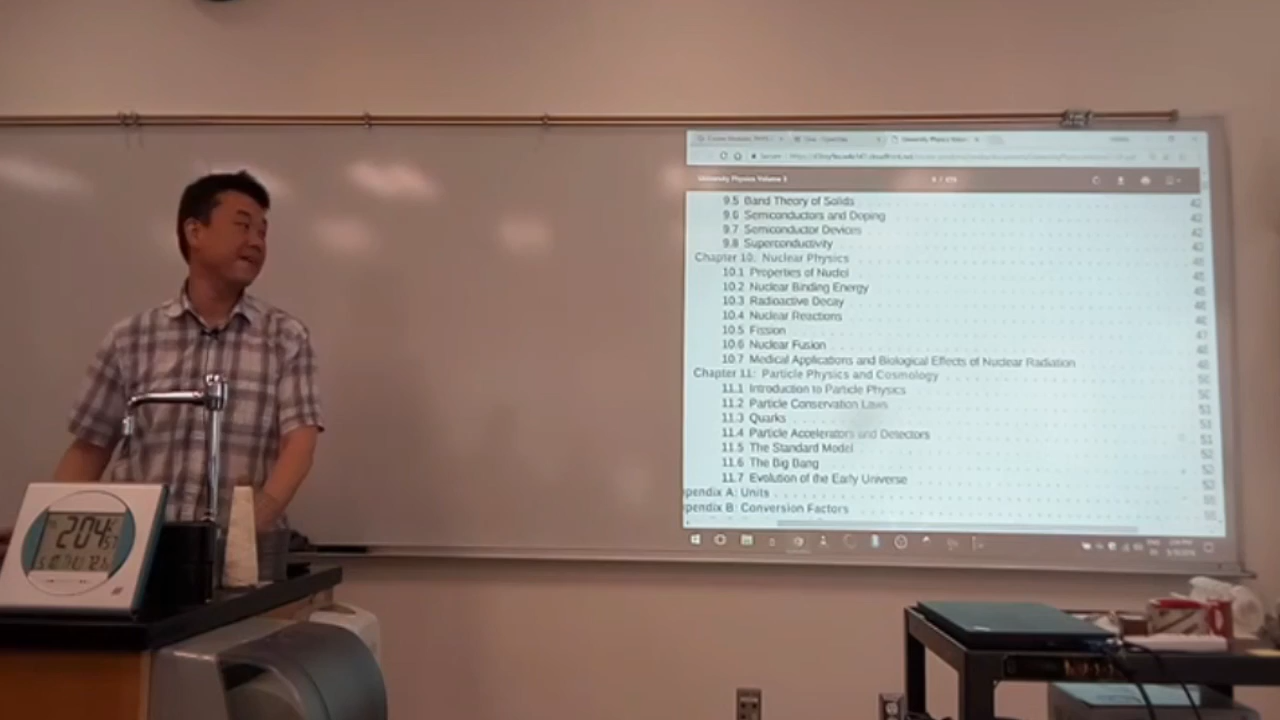 University Physics Volume 3
9.5 Band Theory of Solids
9.6 Semiconductors and Doping
9.7 Semiconductor Devices
9.8 Superconductivity
Chapter 10: Nuclear Physics
10.1 Properties of Nuclei
10.2 Nuclear Binding Energy
10.3 Radioactive Decay
10.4 Nuclear Reactions
10.5 Fission
10.6 Nuclear Fusion
10.7 Medical Applications and Biological Effects of Nuclear Radiation
Chapter 11: Particle Physics and Cosmology
11.1 Introduction to Particle Physics
11.2 Particle Conservation Laws
11.3 Quarks
11.4 Particle Accelerators and Detectors
11.5 The Standard Model
11.6 The Big Bang
11.7 Evolution of the Early Universe
pendix A: Units
pendix B: Conversion Factors
2:04 57